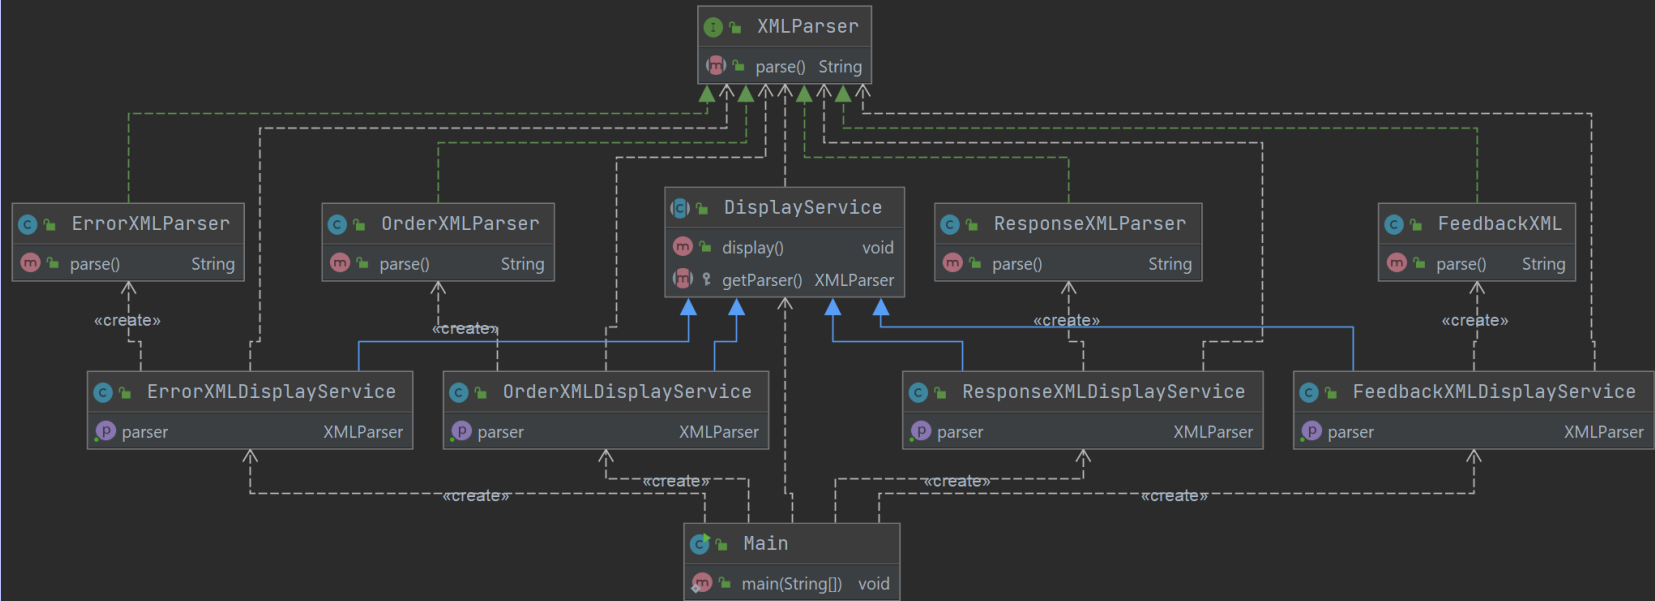 XMLParser
parse() String
ErrorXMLParser
parse() String
OrderXMLParser
parse() String
DisplayService
display() void
getParser() XMLParser
ResponseXMLParser
parse() String
FeedbackXML
parse() String
«create»
«create»
«create»
«create»
ErrorXMLDisplayService
parser XMLParser
OrderXMLDisplayService
parser XMLParser
ResponseXMLDisplayService
parser XMLParser
FeedbackXMLDisplayService
parser XMLParser
«create»
«create»
«create»
«create»
Main
main(String[]) void